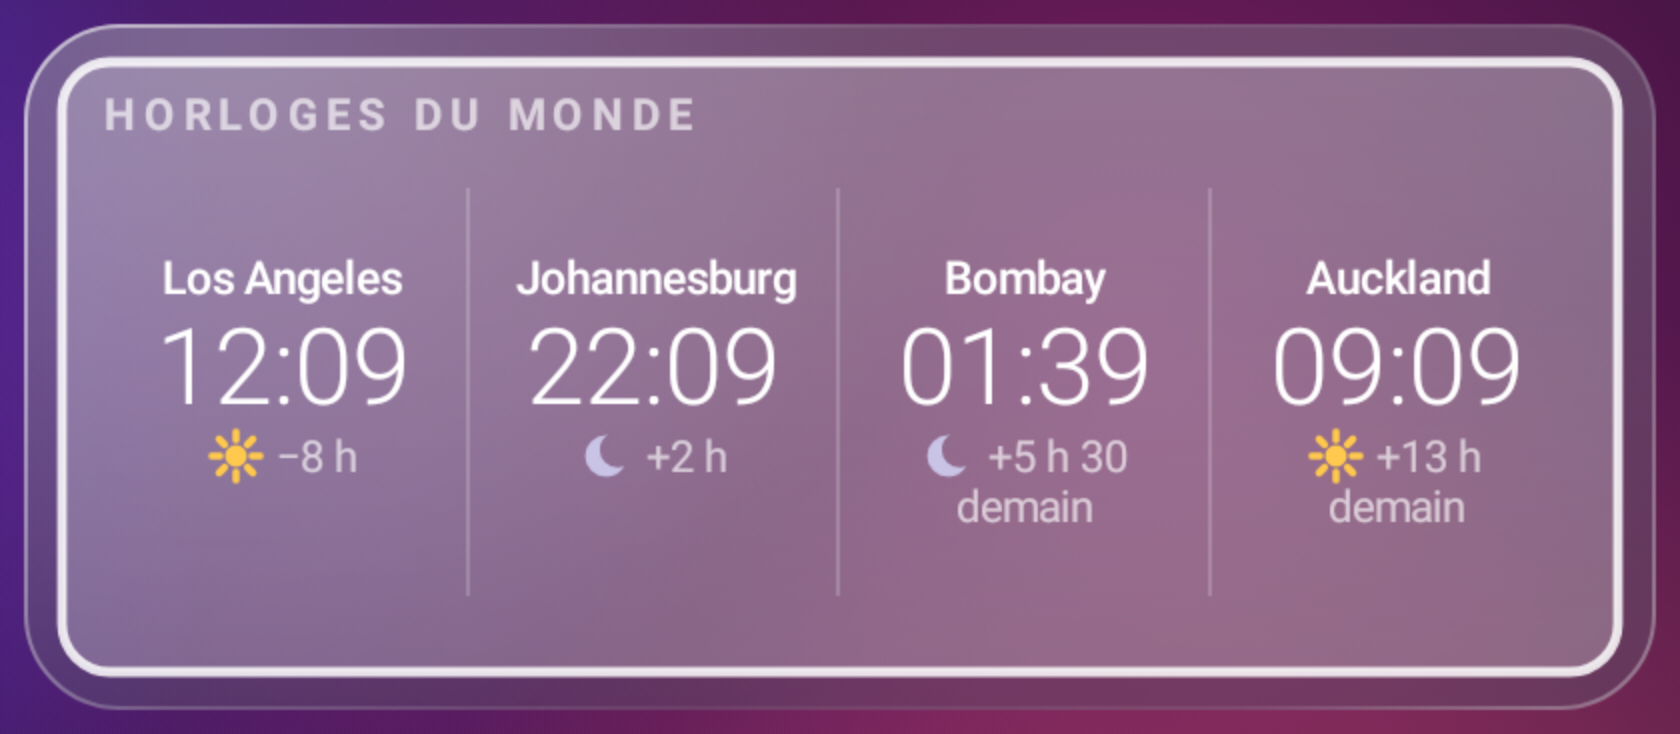 HORLOGES DU MONDE
Los Angeles
12:09
−8 h
Johannesburg
22:09
+2 h
Bombay
01:39
+5 h 30
demain
Auckland
09:09
+13 h
demain